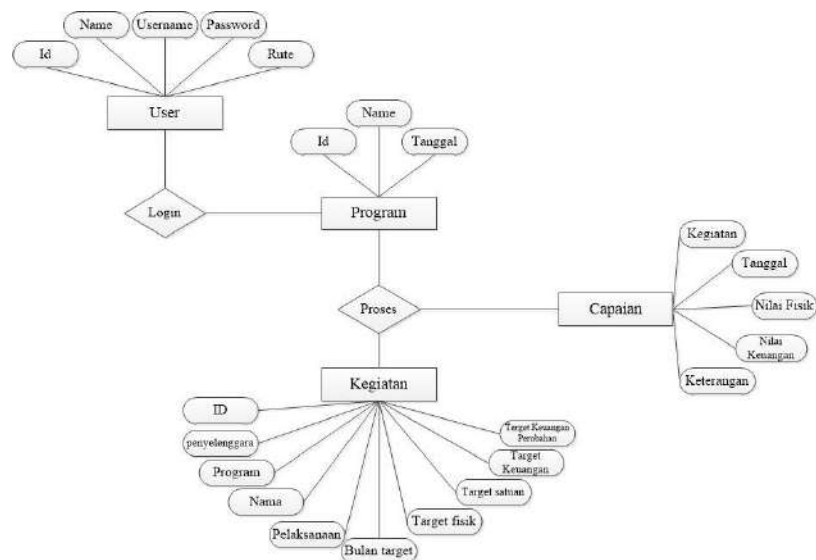 Name
Username
Password
Id
Rute
User
Name
Id
Tanggal
Login
Program
Kegiatan
Tanggal
Proses
Capaian
Nilai Fisik
Nilai
Keuangan
Keterangan
Kegiatan
ID
penyelenggara
Program
Nama
Pelaksanaan
Bulan target
Target fisik
Target satuan
Target
Keuangan
Target Keuangan
Perobahan